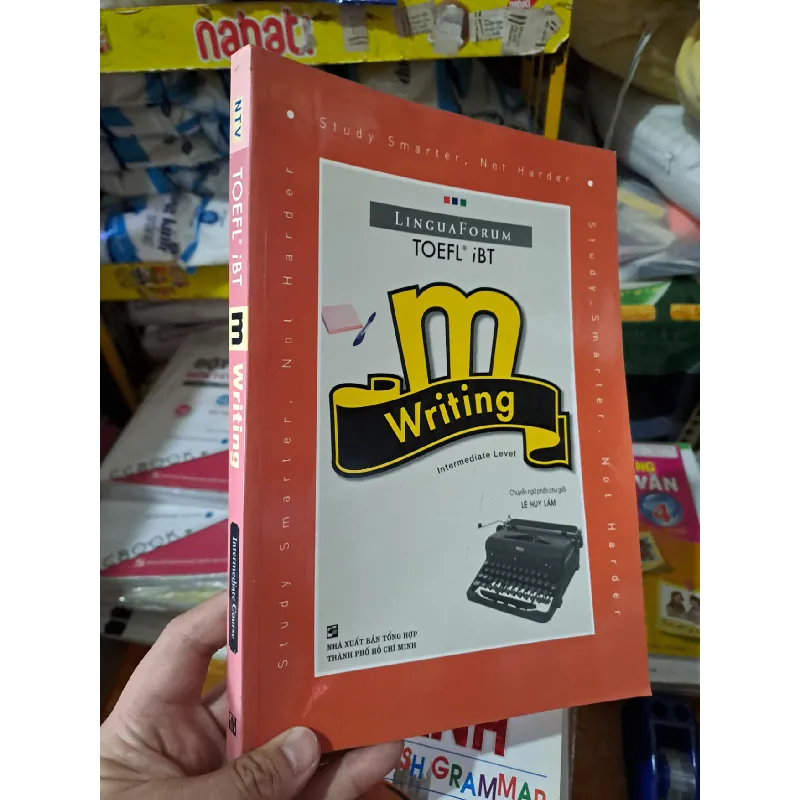 nabati
Study Smarter, Not Harder
Study Smarter, Not Harder
Study Smarter, Not Harder
LINGUAFORUM
TOEFL® iBT
m
Writing
Intermediate Level
Chuyển ngữ phần chú giải
LÊ HUY LÂM
NHÀ XUẤT BẢN TỔNG HỢP
THÀNH PHỐ HỒ CHÍ MINH
NTV
TOEFL® iBT
m
Writing
Intermediate Course
VĂN
4
SH GRAMMAR